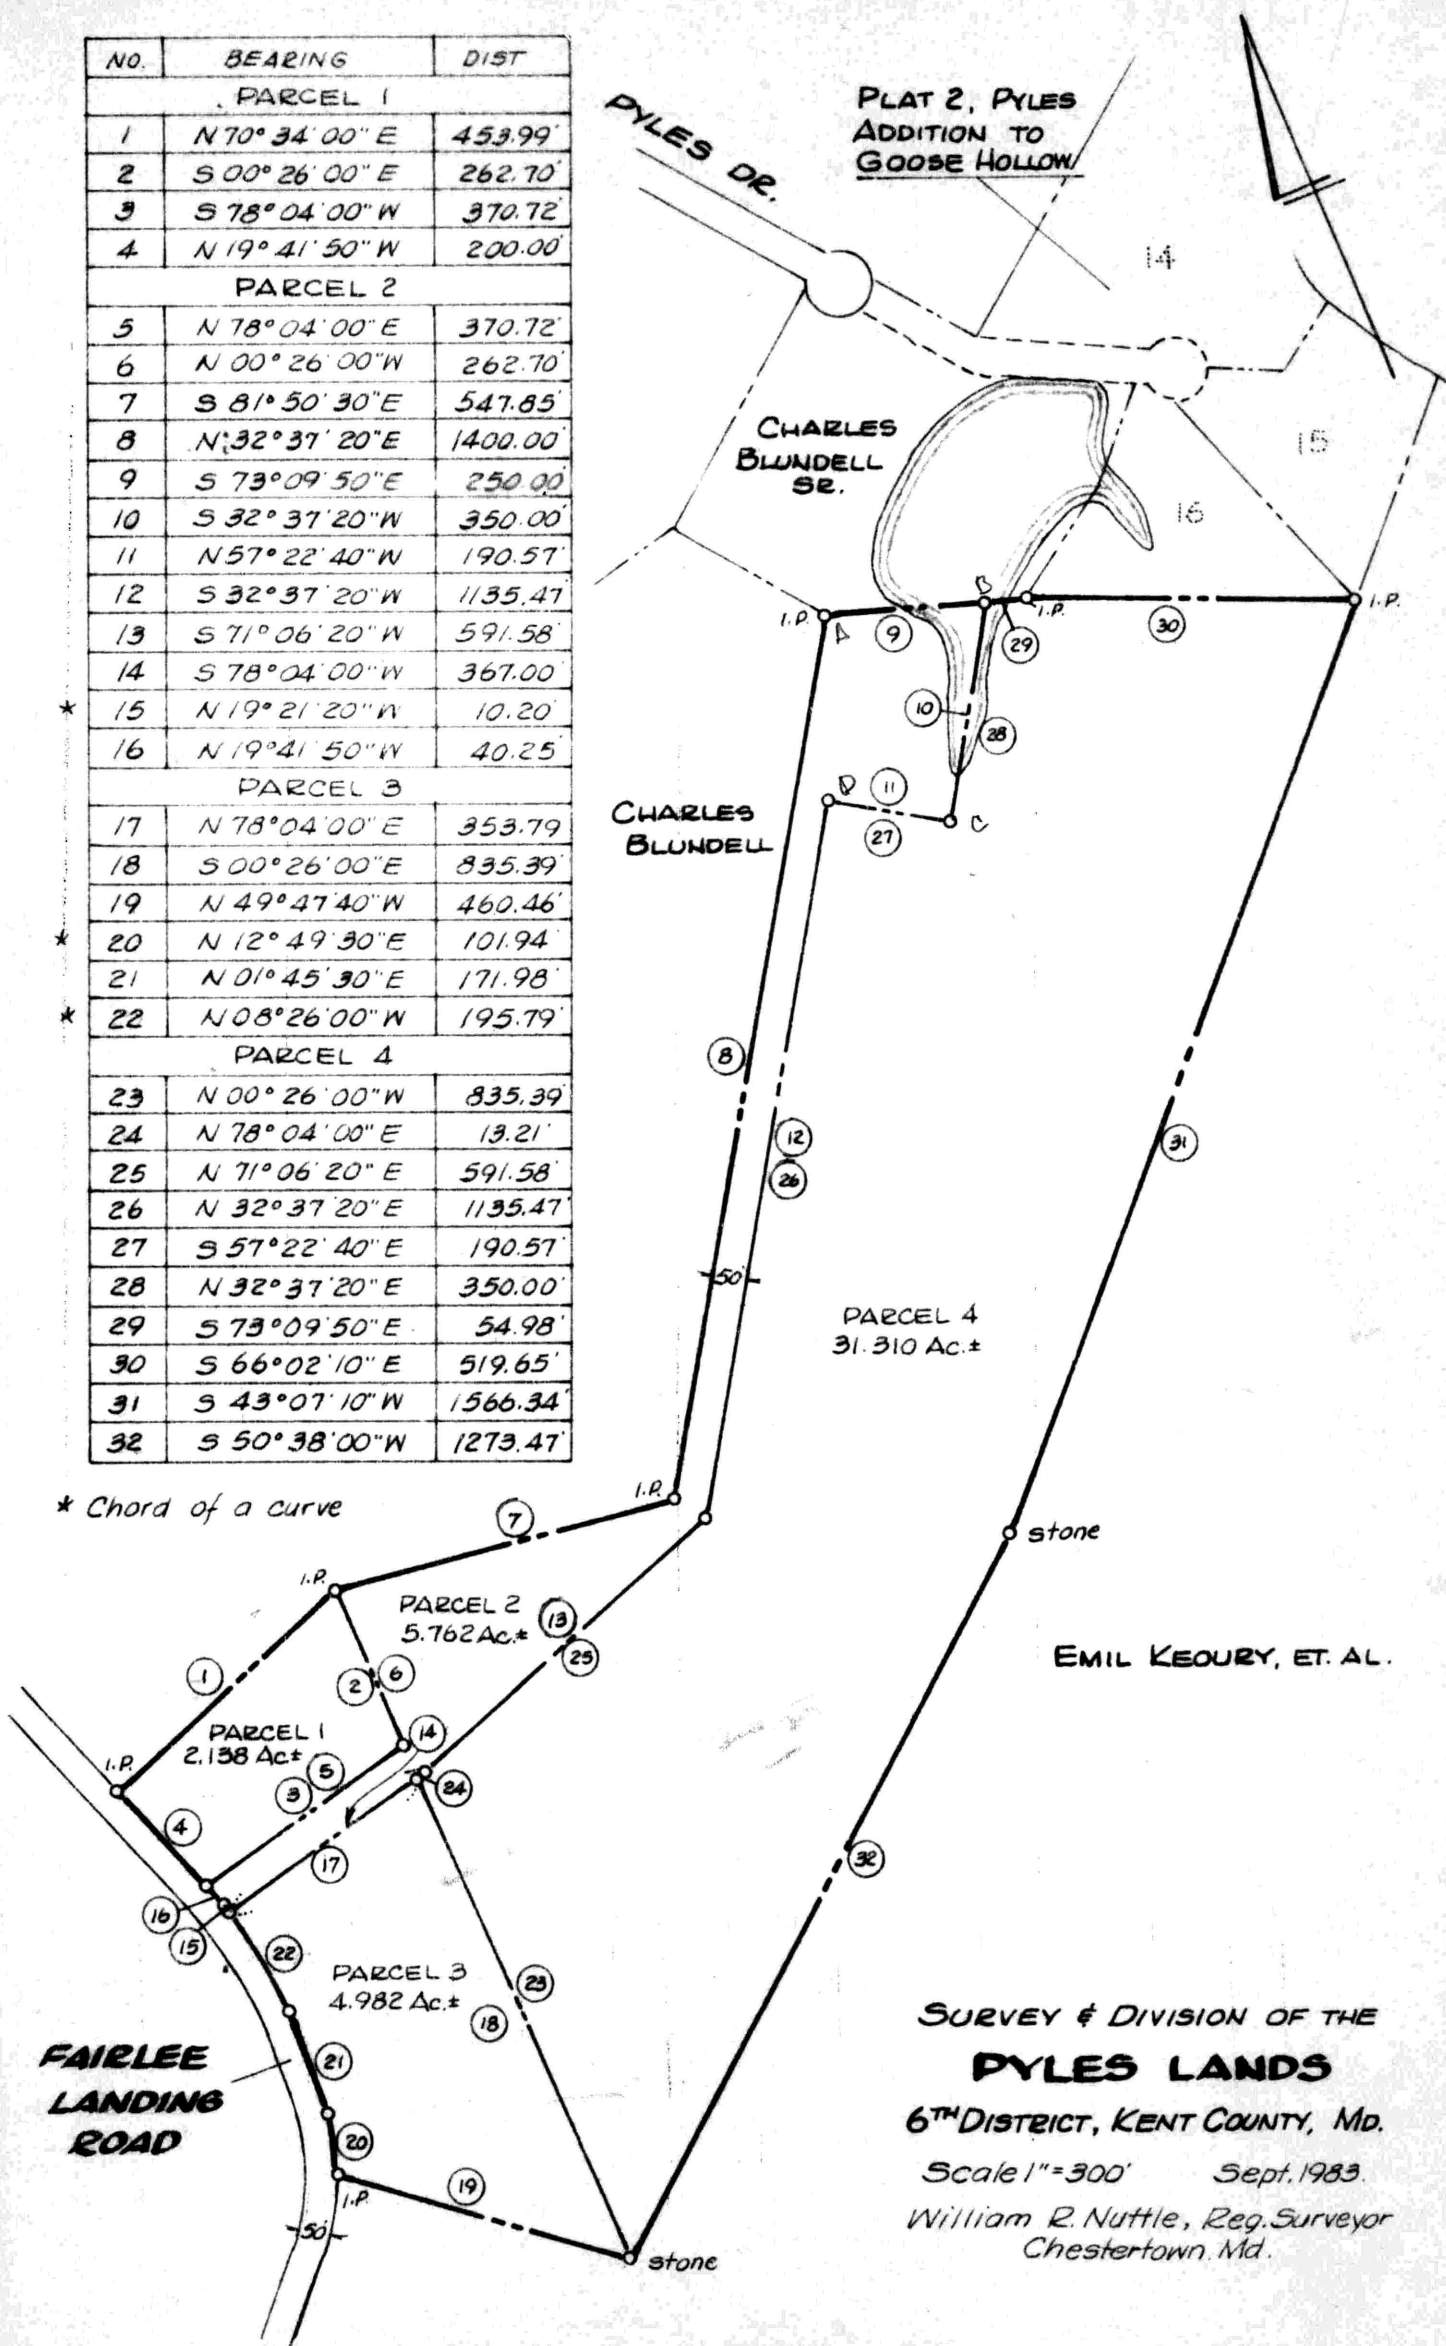 NO. BEARING DIST
PARCEL 1
1 N 70° 34' 00" E 453.99'
2 S 00° 26' 00" E 262.70'
3 S 78° 04' 00" W 370.72'
4 N 19° 41' 50" W 200.00'
PARCEL 2
5 N 78° 04' 00" E 370.72'
6 N 00° 26' 00" W 262.70'
7 S 81° 50' 30" E 547.85'
8 N 32° 37' 20" E 1400.00'
9 S 73° 09' 50" E 250.00'
10 S 32° 37' 20" W 350.00'
11 N 57° 22' 40" W 190.57'
12 S 32° 37' 20" W 1135.47
13 S 71° 06' 20" W 591.58'
14 S 78° 04' 00" W 367.00'
* 15 N 19° 21' 20" W 10.20'
16 N 19° 41' 50" W 40.25'
PARCEL 3
17 N 78° 04' 00" E 353.79
18 S 00° 26' 00" E 835.39'
19 N 49° 47' 40" W 460.46'
* 20 N 12° 49' 30" E 101.94'
21 N 01° 45' 30" E 171.98'
* 22 N 08° 26' 00" W 195.79'
PARCEL 4
23 N 00° 26' 00" W 835.39'
24 N 78° 04' 00" E 13.21'
25 N 71° 06' 20" E 591.58'
26 N 32° 37' 20" E 1135.47'
27 S 57° 22' 40" E 190.57'
28 N 32° 37' 20" E 350.00'
29 S 73° 09' 50" E 54.98'
30 S 66° 02' 10" E 519.65'
31 S 43° 07' 10" W 1566.34'
32 S 50° 38' 00" W 1273.47'
* Chord of a curve
PYLES DR.
PLAT 2, PYLES
ADDITION TO
GOOSE HOLLOW
14
15
16
CHARLES
BLUNDELL
SR.
I.P.
A
9
B
I.P.
29
30
I.P.
10
28
D
11
27
C
CHARLES
BLUNDELL
8
12
26
31
50'
PARCEL 4
31.310 Ac.±
I.P.
7
stone
I.P.
PARCEL 2
5.762 Ac.±
13
25
EMIL KEOURY, ET. AL.
1
2
6
PARCEL 1
2.138 Ac±
I.P.
14
5
3
24
4
17
32
16
15
22
PARCEL 3
4.982 Ac.±
23
18
FAIRLEE
LANDING
ROAD
21
20
I.P.
19
50'
stone
SURVEY & DIVISION OF THE
PYLES LANDS
6TH DISTRICT, KENT COUNTY, MD.
Scale 1"=300' Sept. 1983.
William R. Nuttle, Reg. Surveyor
Chestertown. Md.